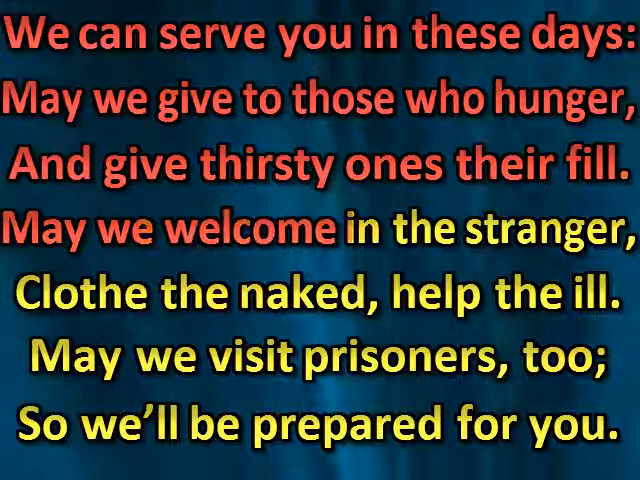 We can serve you in these days:
May we give to those who hunger,
And give thirsty ones their fill.
May we welcome in the stranger,
Clothe the naked, help the ill.
May we visit prisoners, too;
So we’ll be prepared for you.